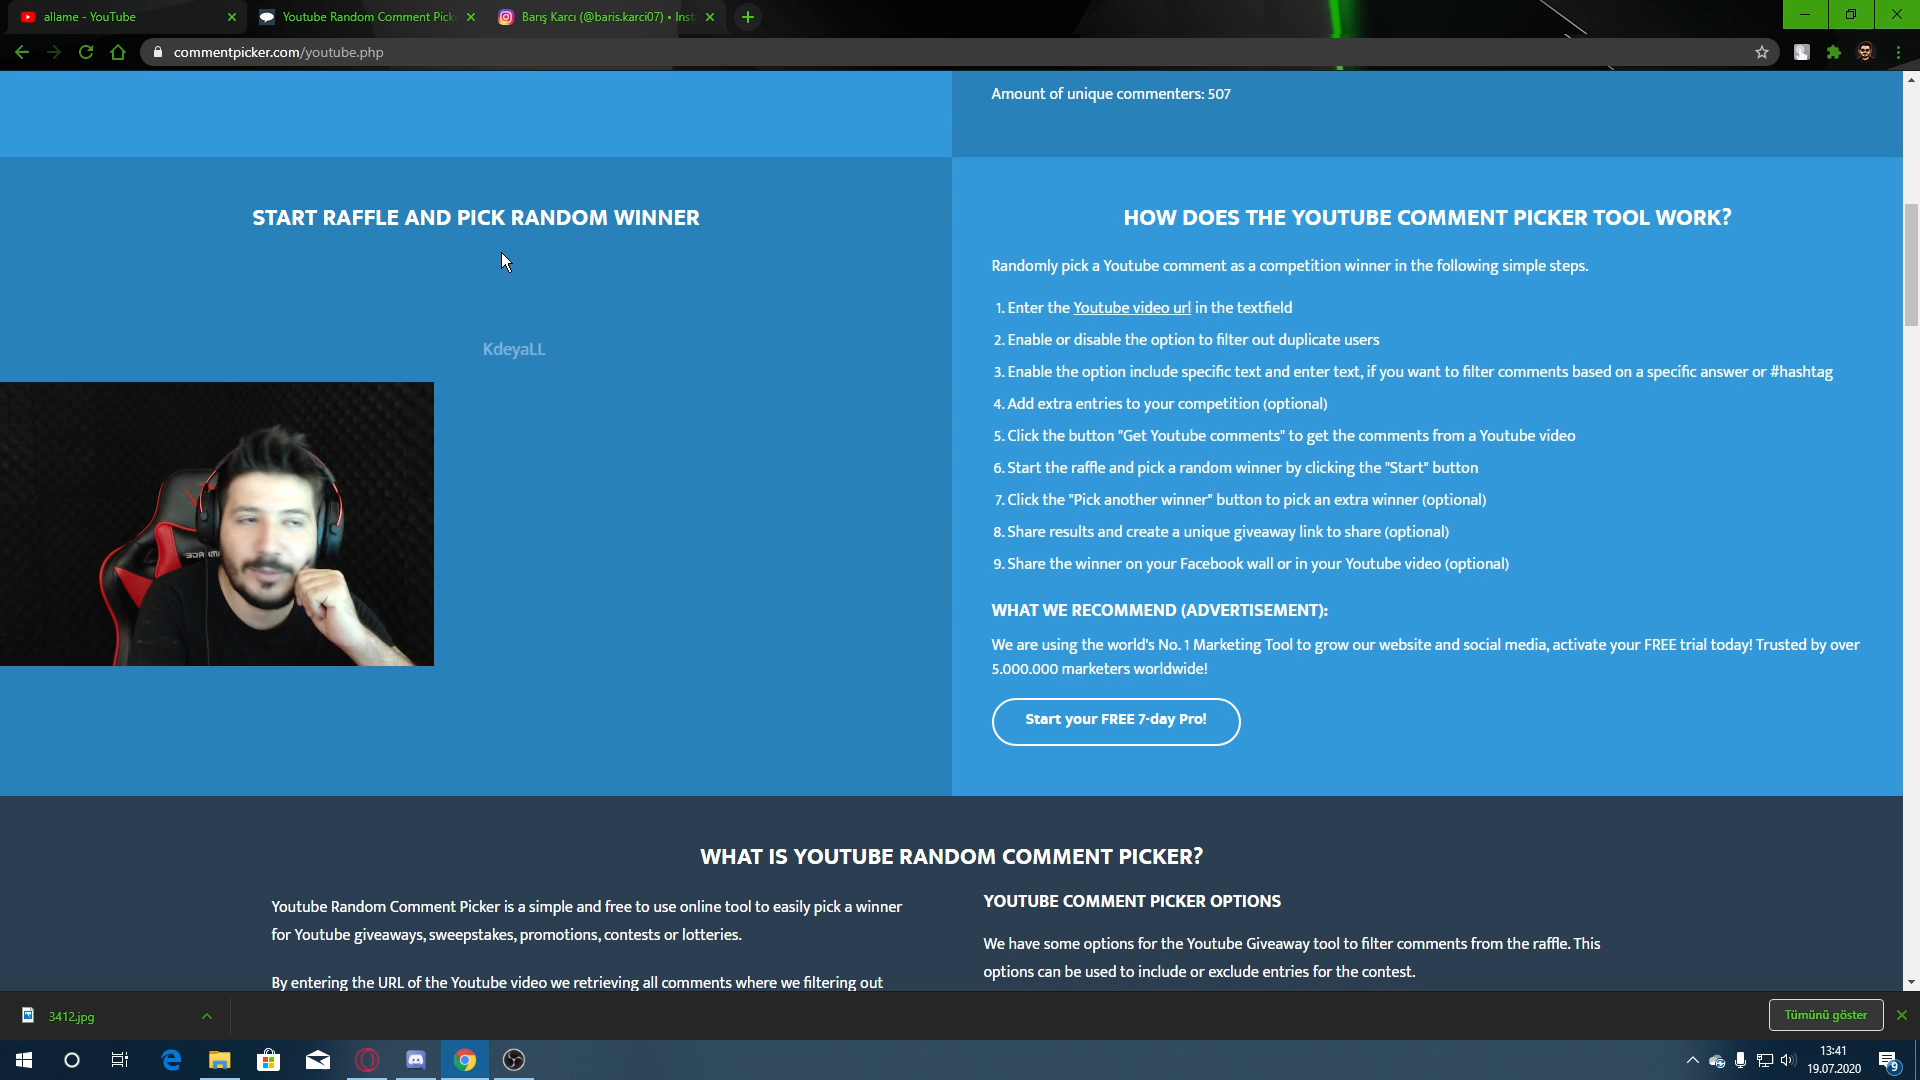 allame - YouTube
Youtube Random Comment Pick
Barış Karcı (@baris.karci07) • Inst
commentpicker.com/youtube.php
Amount of unique commenters: 507
START RAFFLE AND PICK RANDOM WINNER
KdeyaLL
HOW DOES THE YOUTUBE COMMENT PICKER TOOL WORK?
Randomly pick a Youtube comment as a competition winner in the following simple steps.
1. Enter the Youtube video url in the textfield
2. Enable or disable the option to filter out duplicate users
3. Enable the option include specific text and enter text, if you want to filter comments based on a specific answer or #hashtag
4. Add extra entries to your competition (optional)
5. Click the button "Get Youtube comments" to get the comments from a Youtube video
6. Start the raffle and pick a random winner by clicking the "Start" button
7. Click the "Pick another winner" button to pick an extra winner (optional)
8. Share results and create a unique giveaway link to share (optional)
9. Share the winner on your Facebook wall or in your Youtube video (optional)
WHAT WE RECOMMEND (ADVERTISEMENT):
We are using the world's No. 1 Marketing Tool to grow our website and social media, activate your FREE trial today! Trusted by over
5.000.000 marketers worldwide!
Start your FREE 7-day Pro!
WHAT IS YOUTUBE RANDOM COMMENT PICKER?
Youtube Random Comment Picker is a simple and free to use online tool to easily pick a winner
for Youtube giveaways, sweepstakes, promotions, contests or lotteries.
By entering the URL of the Youtube video we retrieving all comments where we filtering out
YOUTUBE COMMENT PICKER OPTIONS
We have some options for the Youtube Giveaway tool to filter comments from the raffle. This
options can be used to include or exclude entries for the contest.
3412.jpg
Tümünü göster
13:41
19.07.2020
9